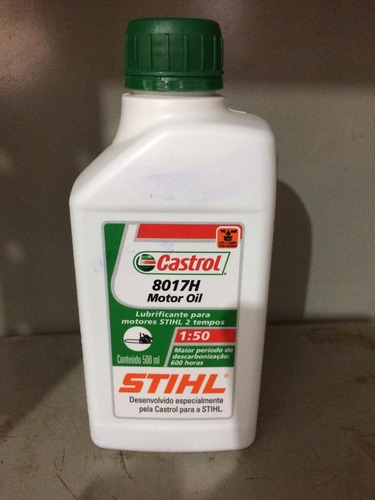 Castrol
8017H
Motor Oil
Lubrificante para
motores STIHL 2 tempos
1:50
Maior período de
descarbonização:
600 horas
Conteúdo 500 ml
STIHL®
Desenvolvido especialmente
pela Castrol para a STIHL.